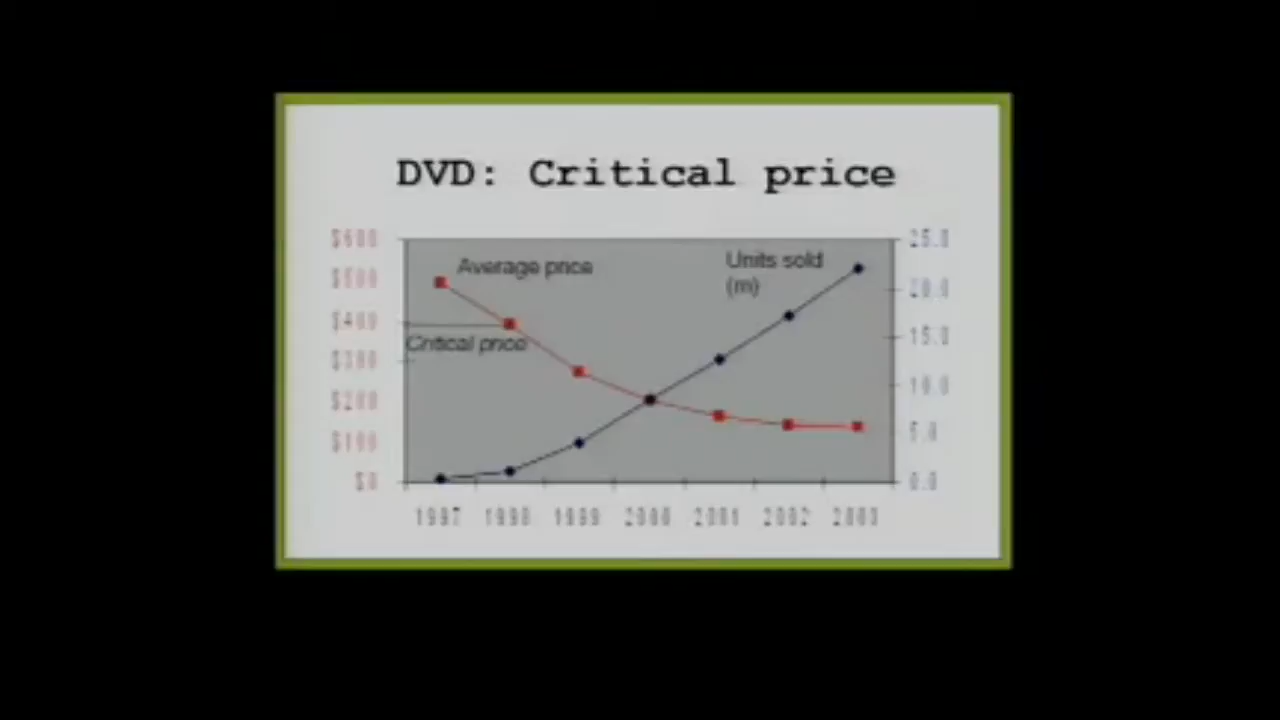 DVD: Critical price
$600
$500
$400
$300
$200
$100
$0
Average price
Critical price
Units sold
(m)
25.0
20.0
15.0
10.0
5.0
0.0
1997 1998 1999 2000 2001 2002 2003